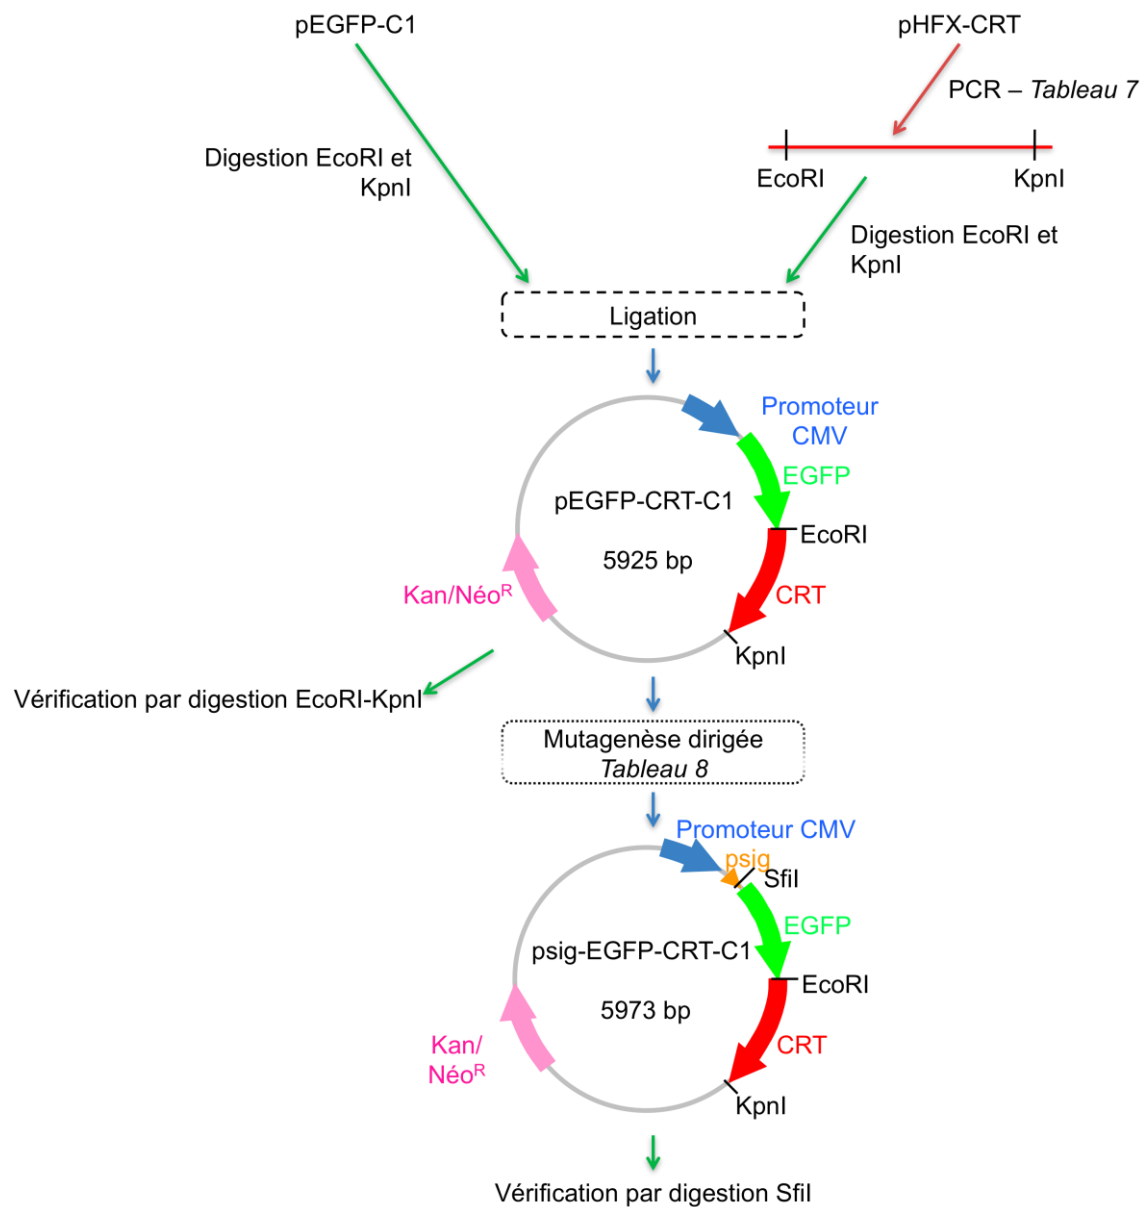 pEGFP-C1
pHFX-CRT
PCR – Tableau 7
Digestion EcoRI et
KpnI
EcoRI
KpnI
Digestion EcoRI et
KpnI
Ligation
Promoteur
CMV
EGFP
pEGFP-CRT-C1
EcoRI
5925 bp
Kan/NéoR
CRT
KpnI
Vérification par digestion EcoRI-KpnI
Mutagenèse dirigée
Tableau 8
Promoteur CMV
psig
SfiI
EGFP
psig-EGFP-CRT-C1
EcoRI
5973 bp
Kan/
NéoR
CRT
KpnI
Vérification par digestion SfiI